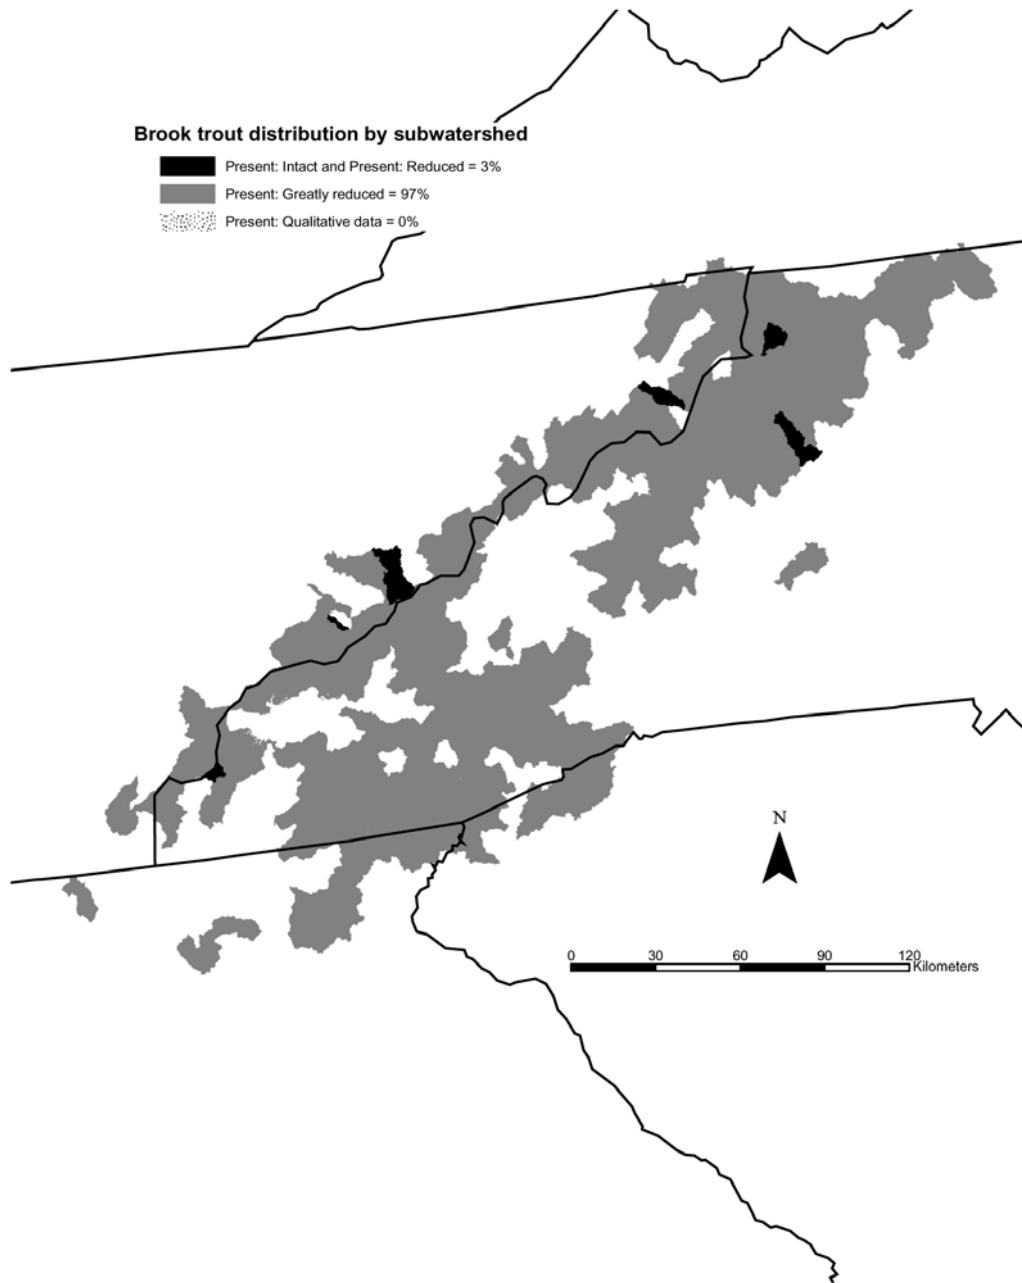 Brook trout distribution by subwatershed
Present: Intact and Present: Reduced = 3%
Present: Greatly reduced = 97%
Present: Qualitative data = 0%
N
0 30 60 90 120
Kilometers